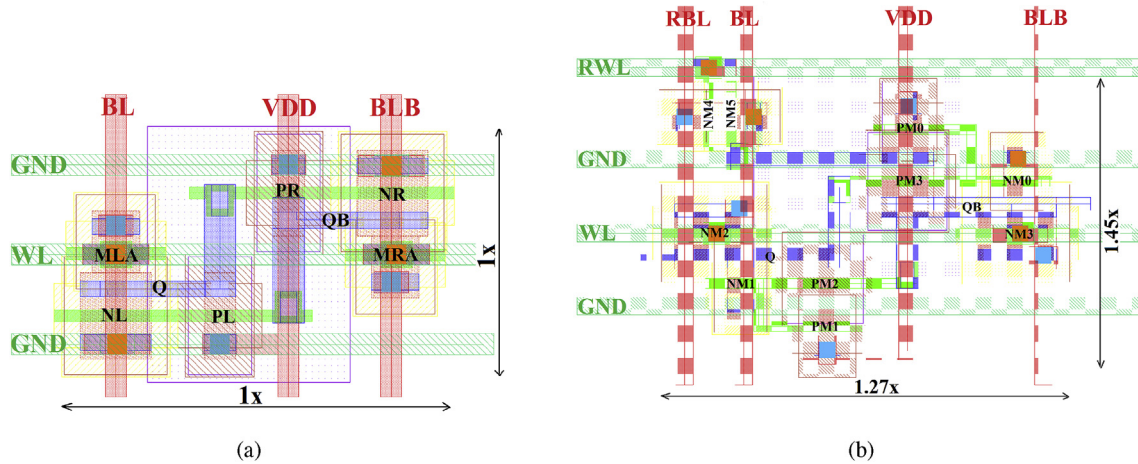 BL VDD BLB
GND
PR NR
QB
WL MLA MRA
1x
Q
NL PL
GND
1x
(a)
RBL BL VDD BLB
RWL
NM4 NM5
PM0
GND
PM3 NM0
QB
WL NM2 NM3
1.45x
Q
NM1 PM2
GND
PM1
1.27x
(b)